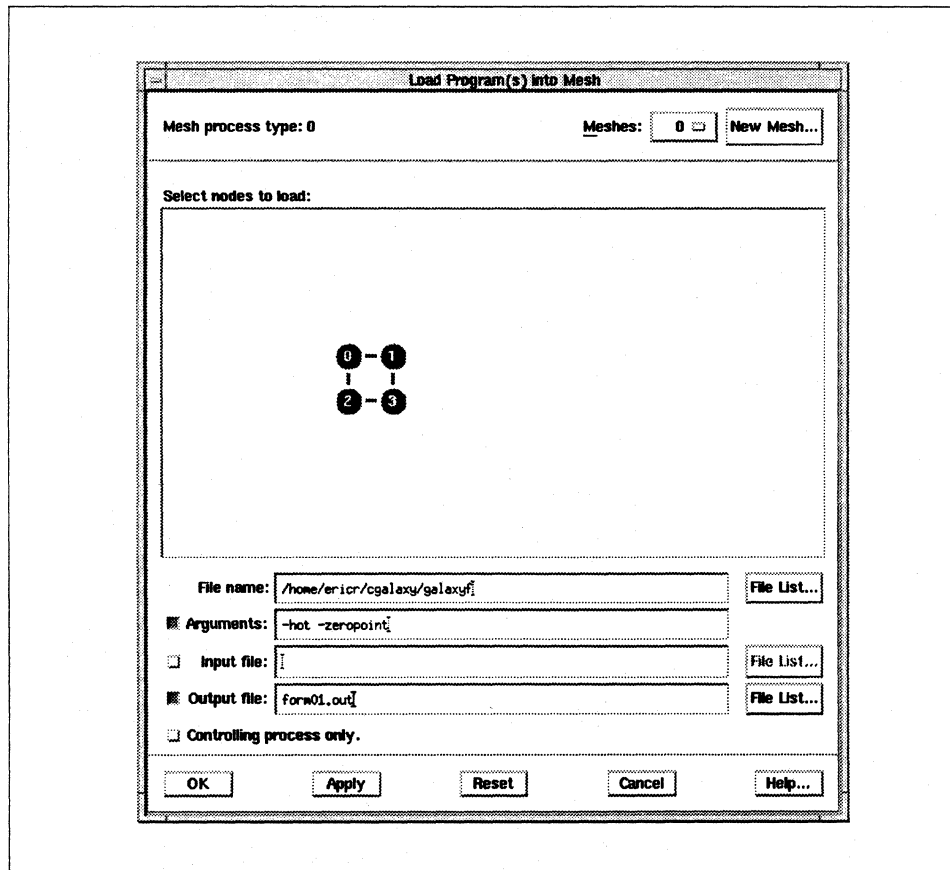 Load Program(s) into Mesh
Mesh process type: 0
Meshes: 0 New Mesh...
Select nodes to load:
0 1
2 3
File name: /home/ericr/cgalaxy/galaxyf File List...
Arguments: -hot -zeropoint
Input file: File List...
Output file: form01.out File List...
Controlling process only.
OK Apply Reset Cancel Help...